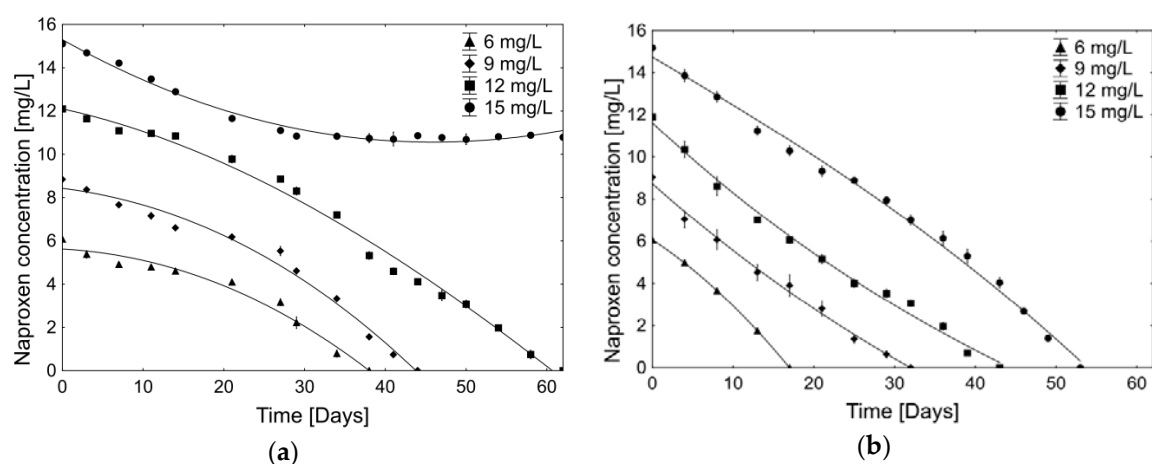 16
14
12
10
8
6
4
2
0
Naproxen concentration [mg/L]
6 mg/L
9 mg/L
12 mg/L
15 mg/L
0 10 20 30 40 50 60
Time [Days]
(a)
16
14
12
10
8
6
4
2
0
Naproxen concentration [mg/L]
6 mg/L
9 mg/L
12 mg/L
15 mg/L
0 10 20 30 40 50 60
Time [Days]
(b)